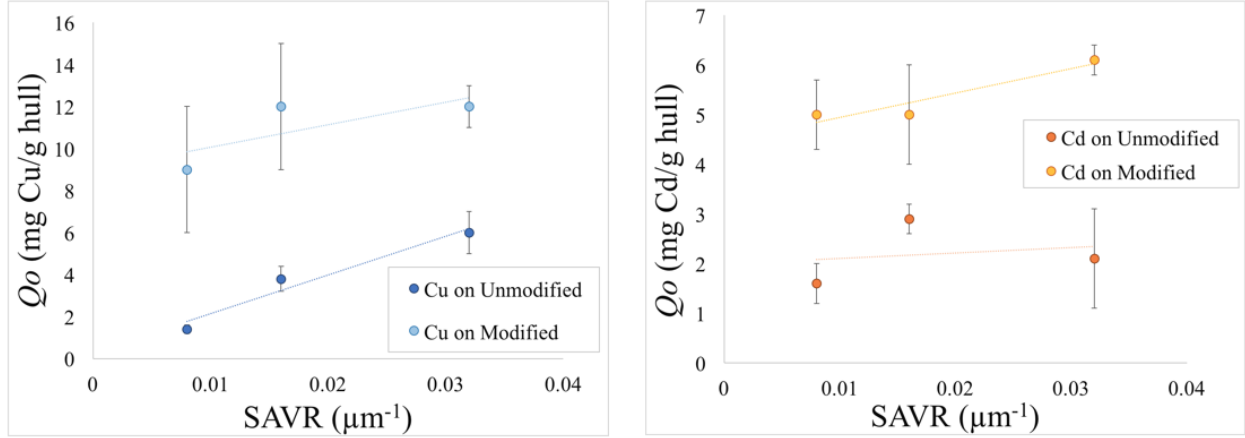 16
14
12
10
8
6
4
2
0
Qo (mg Cu/g hull)
Cu on Unmodified
Cu on Modified
0 0.01 0.02 0.03 0.04
SAVR (µm-1)
7
6
5
4
3
2
1
0
Qo (mg Cd/g hull)
Cd on Unmodified
Cd on Modified
0 0.01 0.02 0.03 0.04
SAVR (µm-1)